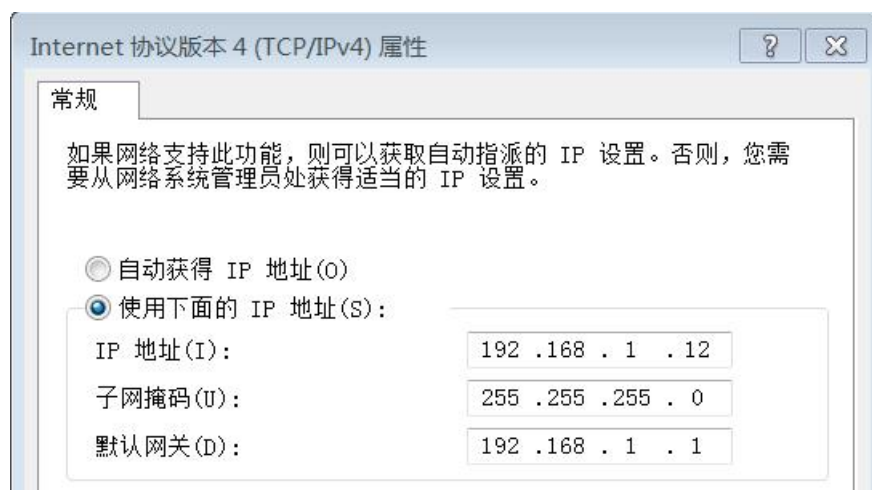 Internet 协议版本 4 (TCP/IPv4) 属性
常规
如果网络支持此功能，则可以获取自动指派的 IP 设置。否则，您需
要从网络系统管理员处获得适当的 IP 设置。
自动获得 IP 地址(O)
使用下面的 IP 地址(S):
IP 地址(I): 192 .168 . 1 . 12
子网掩码(U): 255 .255 .255 . 0
默认网关(D): 192 .168 . 1 . 1